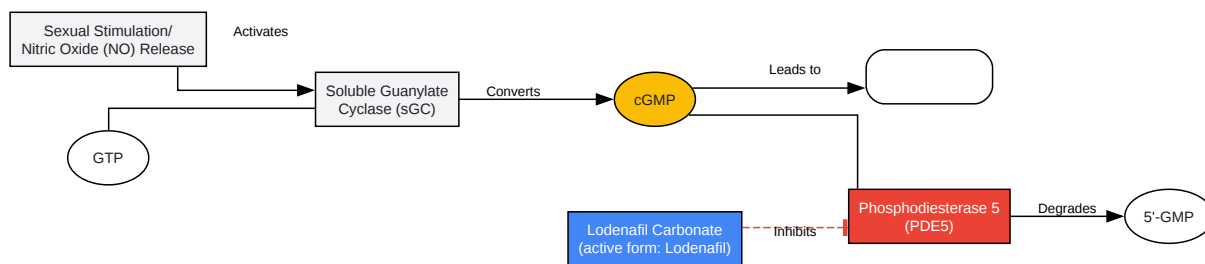 Sexual Stimulation/
Nitric Oxide (NO) Release
Activates
Soluble Guanylate
Cyclase (sGC)
GTP
Converts
cGMP
Leads to
Phosphodiesterase 5
(PDE5)
Lodenafil Carbonate
(active form: Lodenafil)
Inhibits
Degrades
5'-GMP